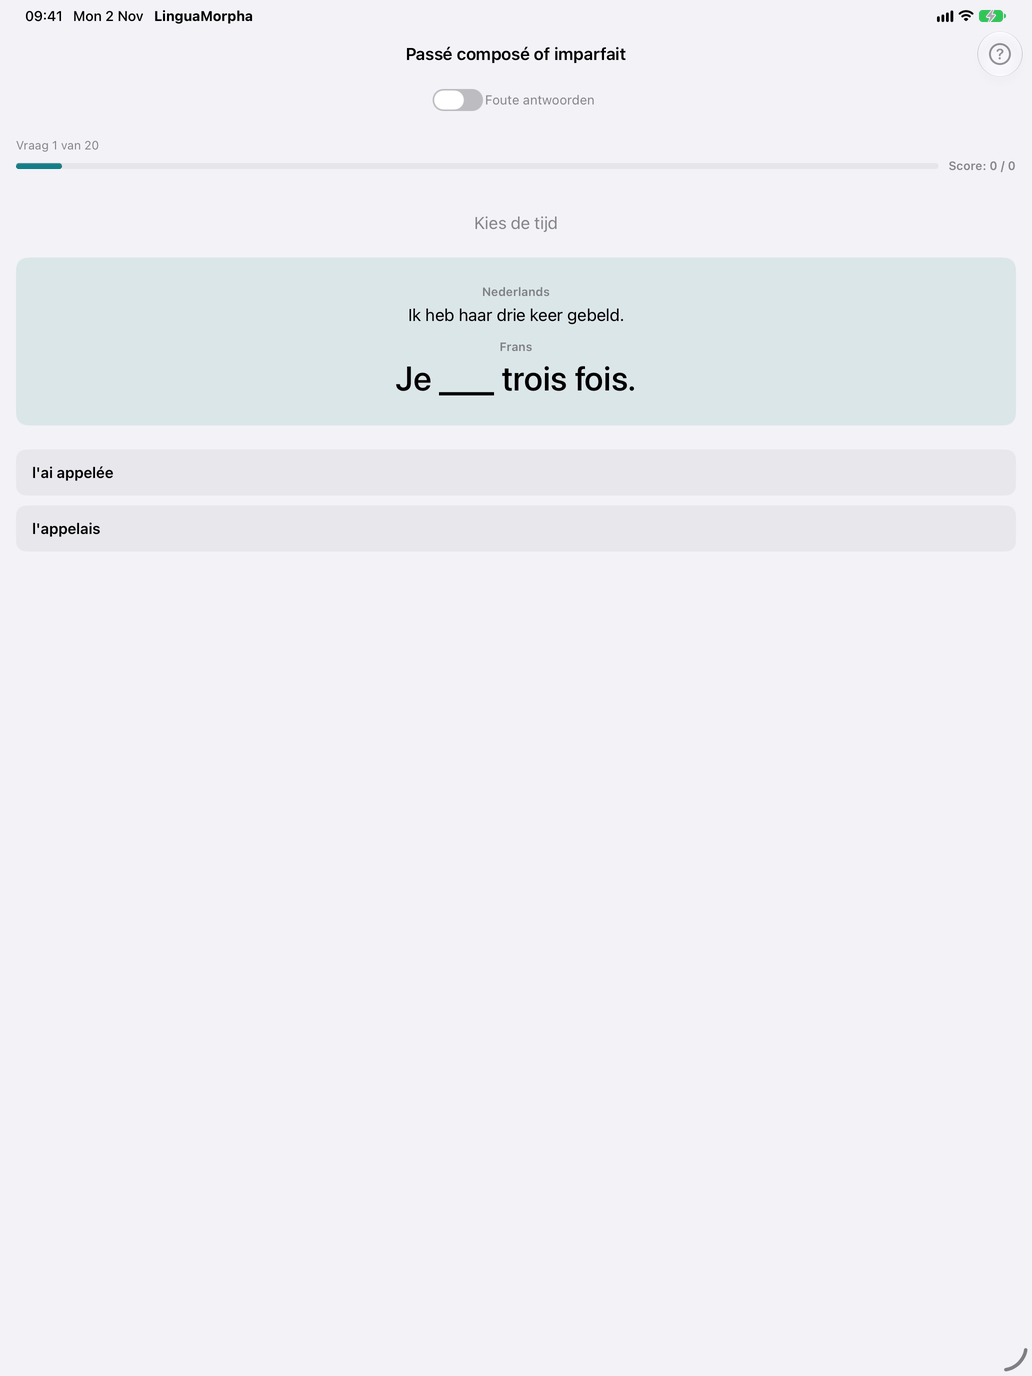 09:41 Mon 2 Nov LinguaMorpha
Passé composé of imparfait
?
Foute antwoorden
Vraag 1 van 20
Score: 0 / 0
Kies de tijd
Nederlands
Ik heb haar drie keer gebeld.
Frans
Je ____ trois fois.
l'ai appelée
l'appelais